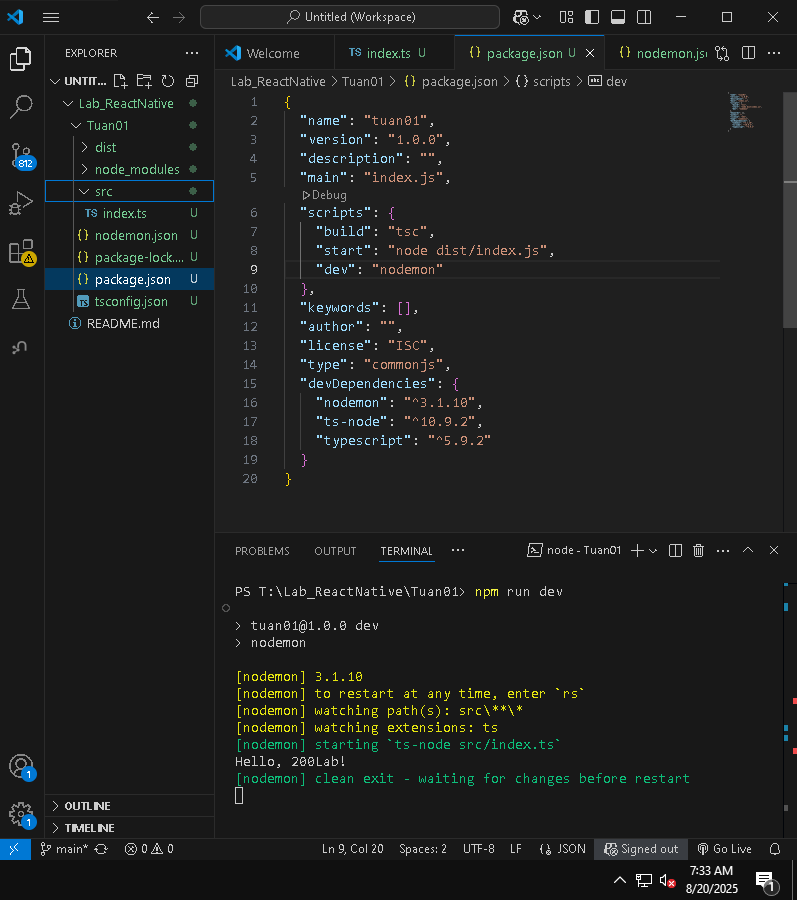 Untitled (Workspace)
EXPLORER
Welcome
TS index.ts U
{} package.json U
{} nodemon.js
UNTIT...
Lab_ReactNative > Tuan01 > {} package.json > {} scripts > abc dev
Lab_ReactNative
Tuan01
dist
node_modules
src
TS index.ts U
{} nodemon.json U
{} package-lock.... U
{} package.json U
TS tsconfig.json U
README.md
812
1 {
2 "name": "tuan01",
3 "version": "1.0.0",
4 "description": "",
5 "main": "index.js",
Debug
6 "scripts": {
7 "build": "tsc",
8 "start": "node dist/index.js",
9 "dev": "nodemon"
10 },
11 "keywords": [],
12 "author": "",
13 "license": "ISC",
14 "type": "commonjs",
15 "devDependencies": {
16 "nodemon": "^3.1.10",
17 "ts-node": "^10.9.2",
18 "typescript": "^5.9.2"
19 }
20 }
PROBLEMS OUTPUT TERMINAL ... node - Tuan01
PS T:\Lab_ReactNative\Tuan01> npm run dev
> tuan01@1.0.0 dev
> nodemon
[nodemon] 3.1.10
[nodemon] to restart at any time, enter `rs`
[nodemon] watching path(s): src\**\*
[nodemon] watching extensions: ts
[nodemon] starting `ts-node src/index.ts`
Hello, 200Lab!
[nodemon] clean exit - waiting for changes before restart
1
1
OUTLINE
TIMELINE
main* 0 0 Ln 9, Col 20 Spaces: 2 UTF-8 LF {} JSON Signed out Go Live
7:33 AM
8/20/2025
1